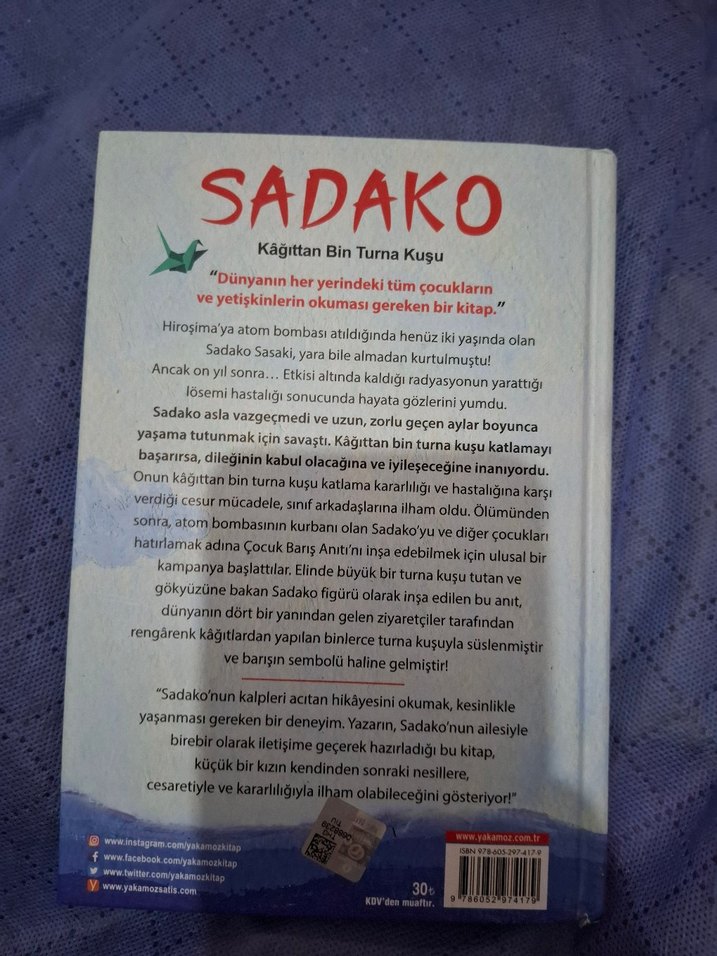 SADAKO
Kâğıttan Bin Turna Kuşu
“Dünyanın her yerindeki tüm çocukların
ve yetişkinlerin okuması gereken bir kitap.”
Hiroşima’ya atom bombası atıldığında henüz iki yaşında olan
Sadako Sasaki, yara bile almadan kurtulmuştu!
Ancak on yıl sonra… Etkisi altında kaldığı radyasyonun yarattığı
lösemi hastalığı sonucunda hayata gözlerini yumdu.
Sadako asla vazgeçmedi ve uzun, zorlu geçen aylar boyunca
yaşama tutunmak için savaştı. Kâğıttan bin turna kuşu katlamayı
başarırsa, dileğinin kabul olacağına ve iyileşeceğine inanıyordu.
Onun kâğıttan bin turna kuşu katlama kararlılığı ve hastalığına karşı
verdiği cesur mücadele, sınıf arkadaşlarına ilham oldu. Ölümünden
sonra, atom bombasının kurbanı olan Sadako’yu ve diğer çocukları
hatırlamak adına Çocuk Barış Anıtı’nı inşa edebilmek için ulusal bir
kampanya başlattılar. Elinde büyük bir turna kuşu tutan ve
gökyüzüne bakan Sadako figürü olarak inşa edilen bu anıt,
dünyanın dört bir yanından gelen ziyaretçiler tarafından
rengârenk kâğıtlardan yapılan binlerce turna kuşuyla süslenmiştir
ve barışın sembolü haline gelmiştir!
“Sadako’nun kalpleri acıtan hikâyesini okumak, kesinlikle
yaşanması gereken bir deneyim. Yazarın, Sadako’nun ailesiyle
birebir olarak iletişime geçerek hazırladığı bu kitap,
küçük bir kızın kendinden sonraki nesillere,
cesaretiyle ve kararlılığıyla ilham olabileceğini gösteriyor!”
www.instagram.com/yakamozkitap
www.facebook.com/yakamozkitap
www.twitter.com/yakamozkitap
www.yakamozsatis.com
30₺
KDV’den muaftır.
www.yakamoz.com.tr
ISBN 978-605-297-417-9
9 786052 974179